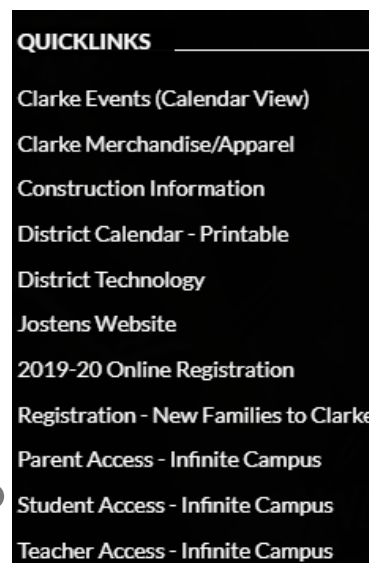 QUICKLINKS
Clarke Events (Calendar View)
Clarke Merchandise/Apparel
Construction Information
District Calendar - Printable
District Technology
Jostens Website
2019-20 Online Registration
Registration - New Families to Clarke
Parent Access - Infinite Campus
Student Access - Infinite Campus
Teacher Access - Infinite Campus